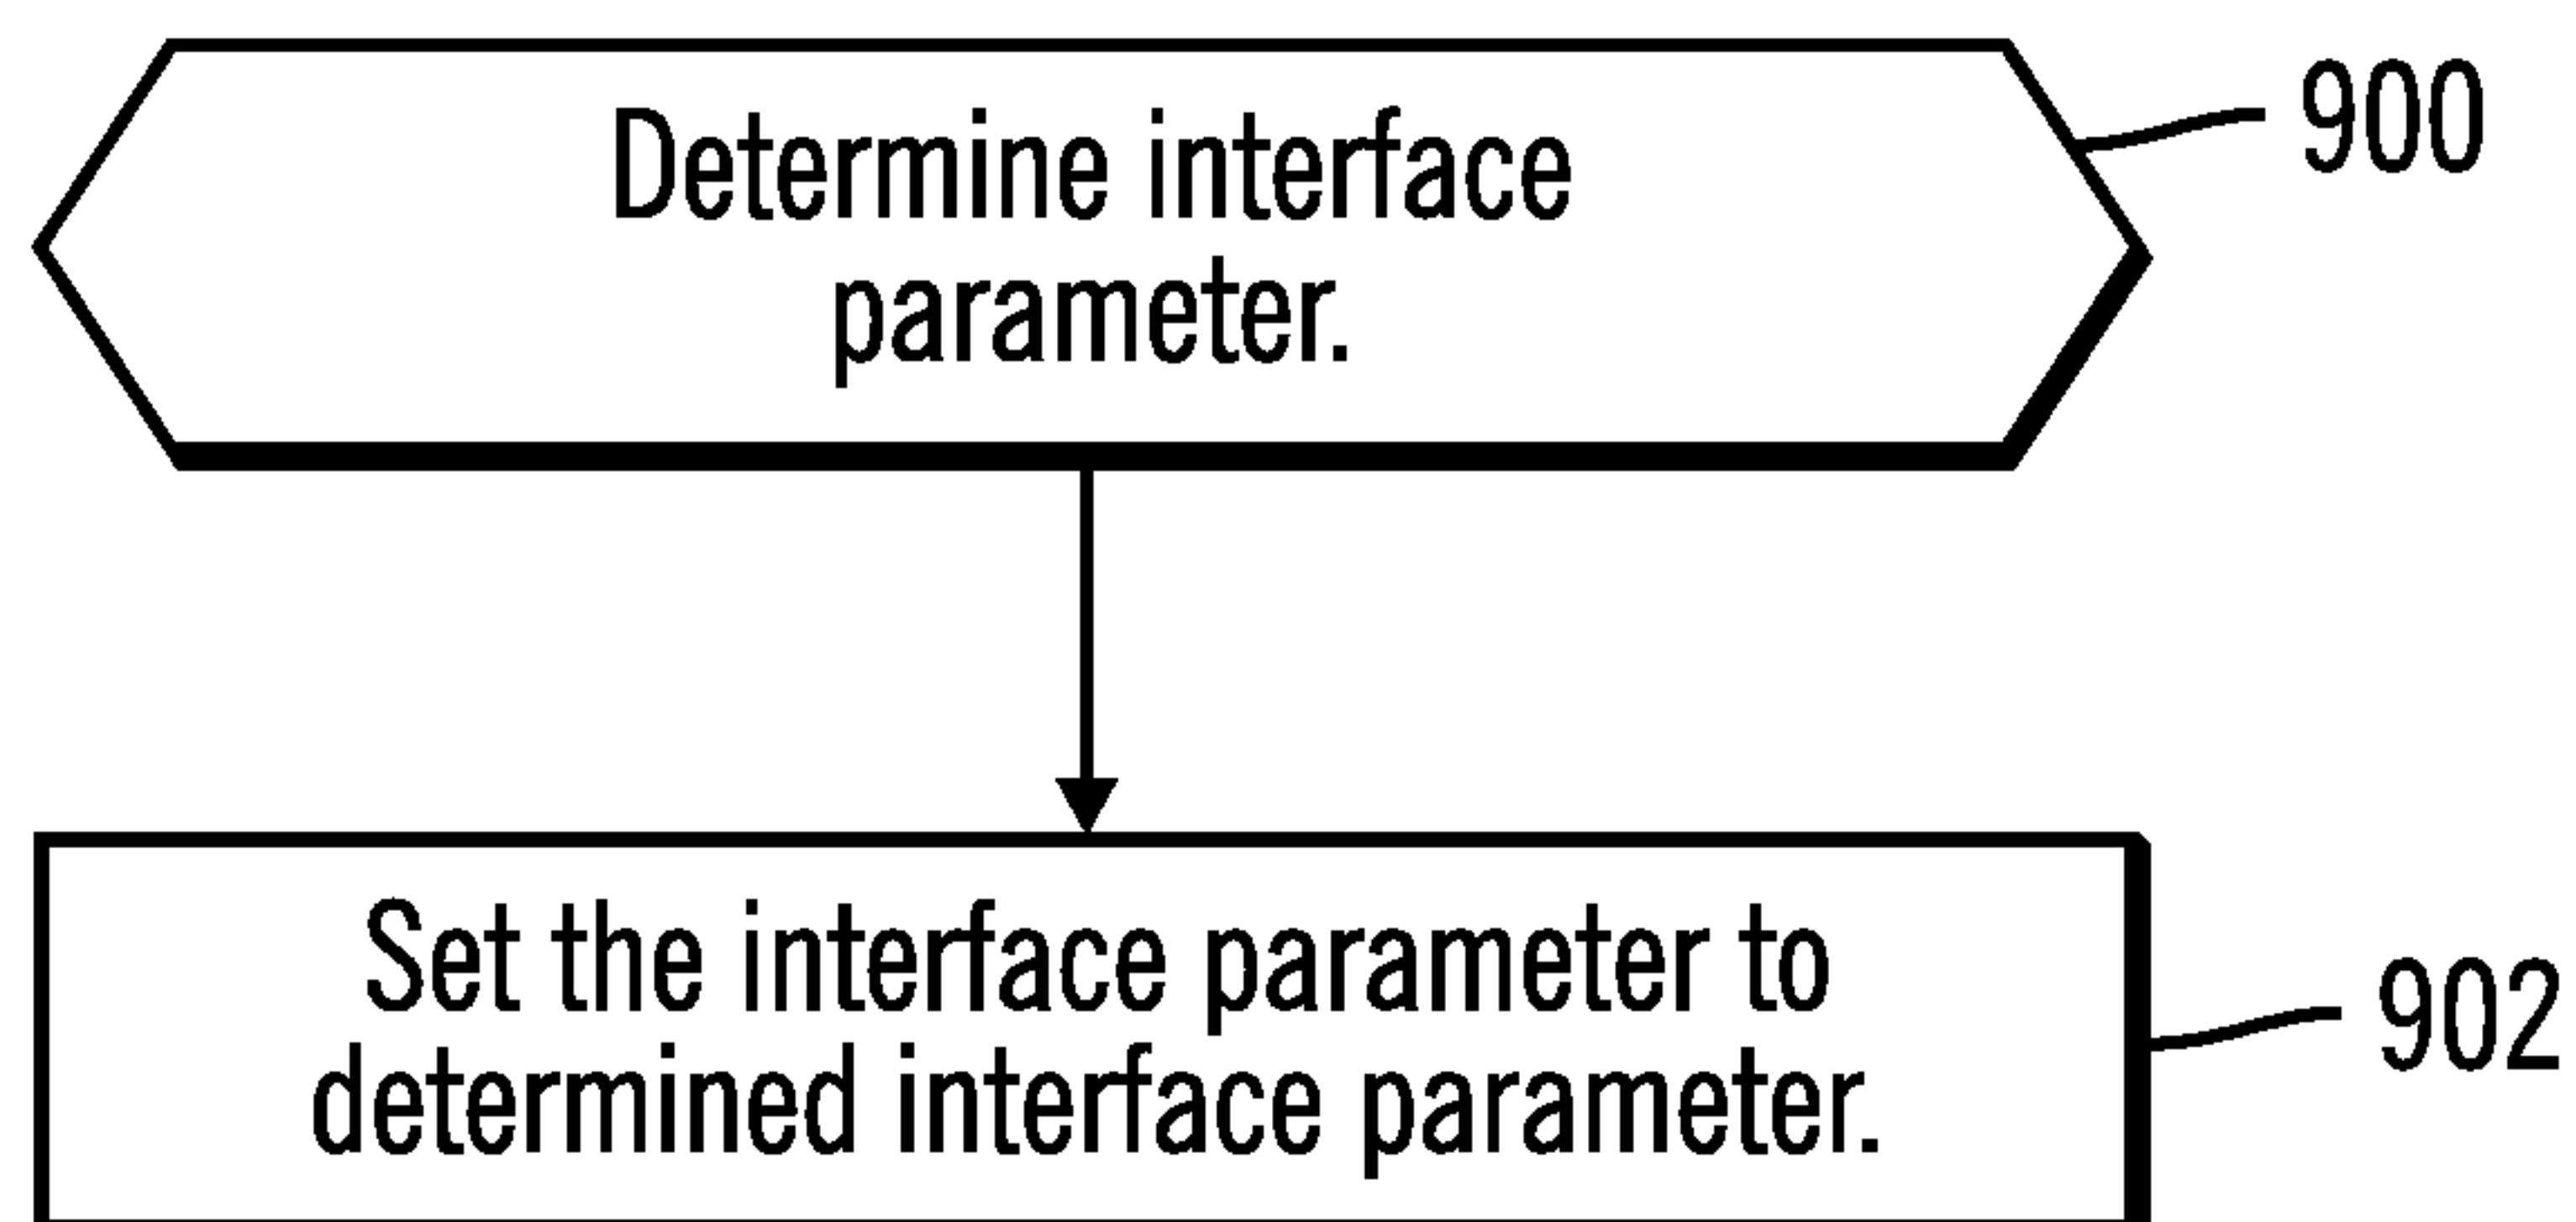 Determine interface
parameter.
900
Set the interface parameter to
determined interface parameter.
902